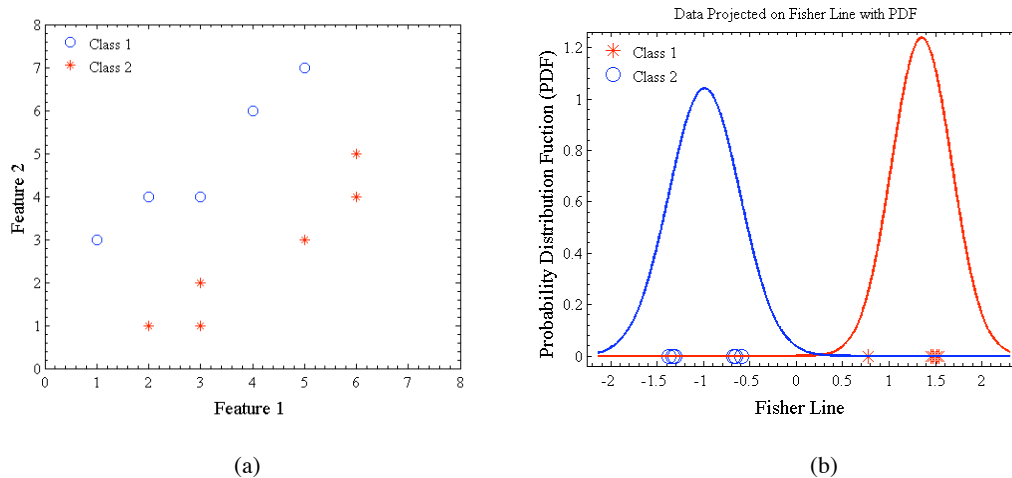 8
7
6
5
4
3
2
1
0
Feature 2
Class 1
Class 2
0 1 2 3 4 5 6 7 8
Feature 1
(a)
Data Projected on Fisher Line with PDF
1.2
1
0.8
0.6
0.4
0.2
0
Probability Distribution Fuction (PDF)
Class 1
Class 2
-2 -1.5 -1 -0.5 0 0.5 1 1.5 2
Fisher Line
(b)